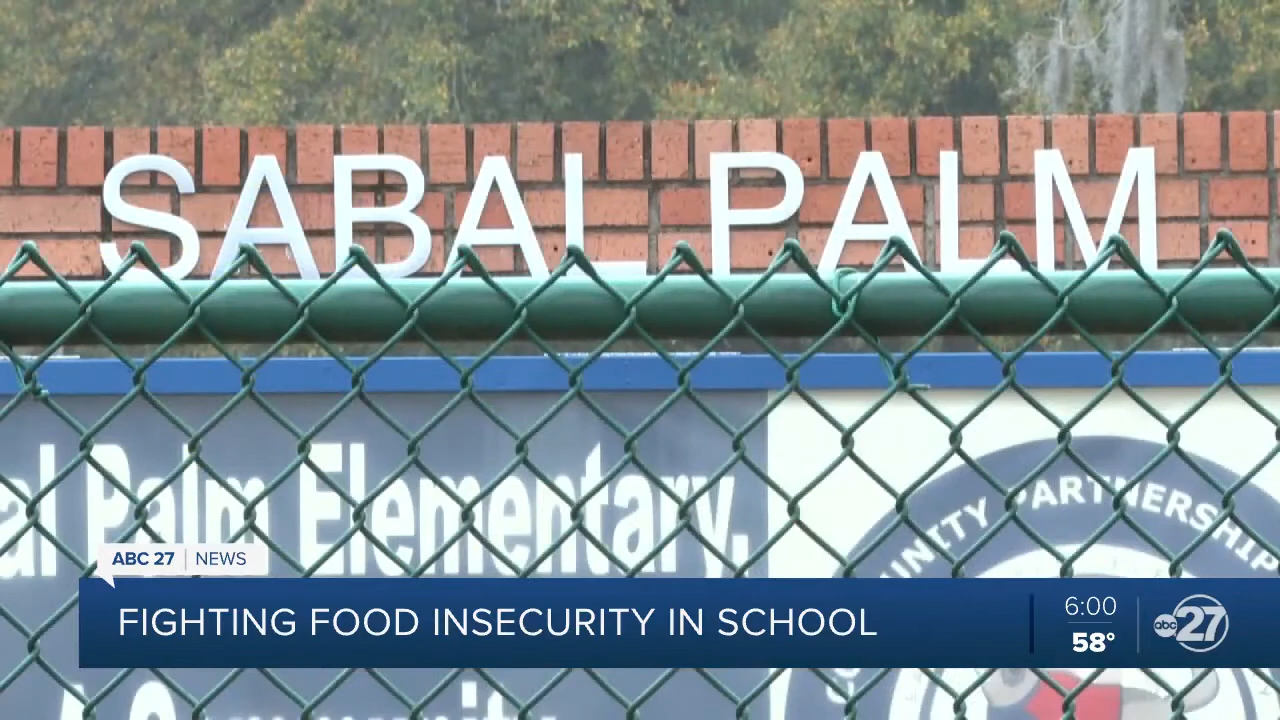 SABAL PALM
al Palm Elementary,
UNITY PARTNERSHIP
ABC 27 | NEWS
FIGHTING FOOD INSECURITY IN SCHOOL
6:00
58°
abc 27
A Community